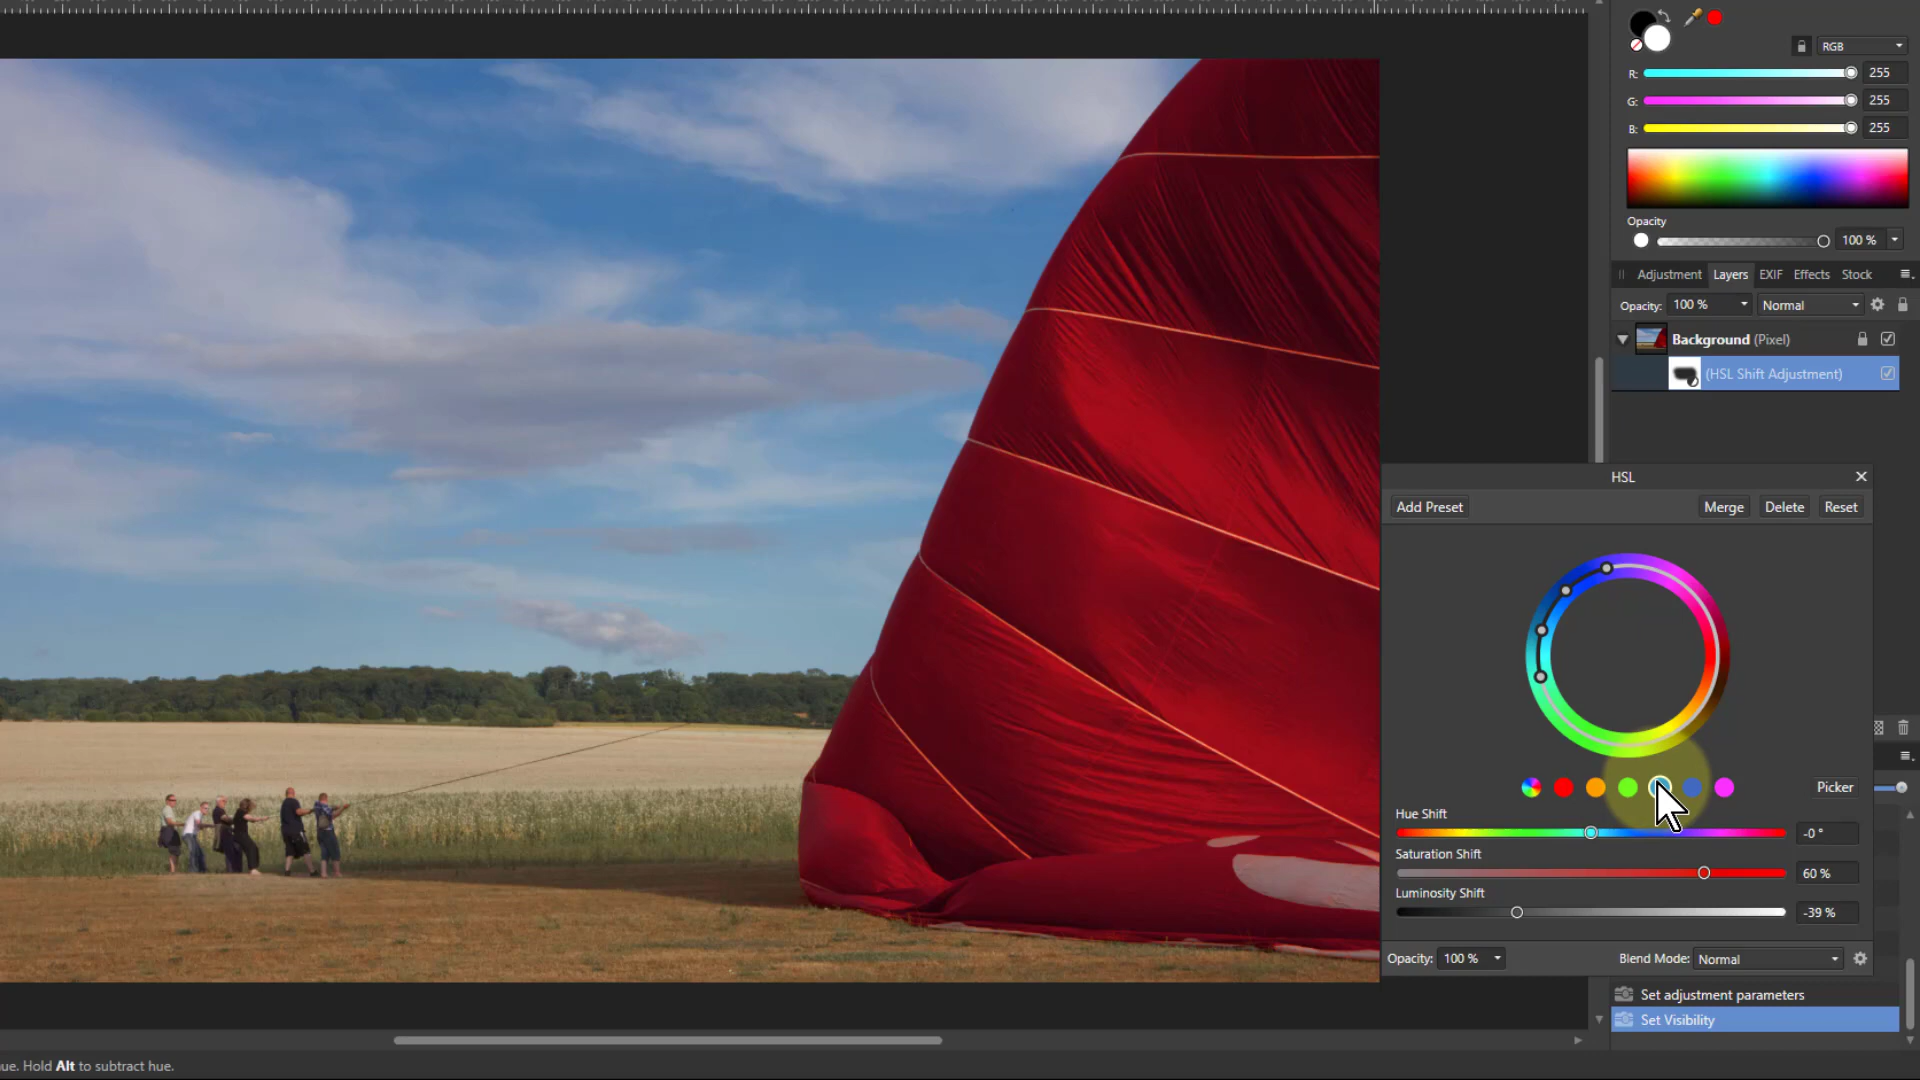 RGB
R: 255
G: 255
B: 255
Opacity
100 %
Adjustment Layers EXIF Effects Stock
Opacity: 100 % Normal
Background (Pixel)
(HSL Shift Adjustment)
HSL
Add Preset Merge Delete Reset
Picker
Hue Shift
-0 °
Saturation Shift
60 %
Luminosity Shift
-39 %
Opacity: 100 % Blend Mode: Normal
Set adjustment parameters
Set Visibility
ue. Hold Alt to subtract hue.